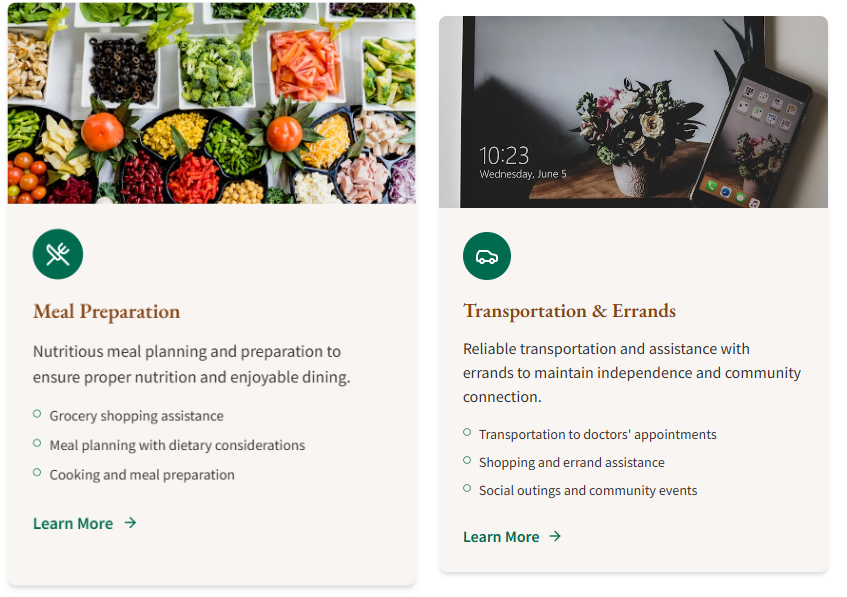 Meal Preparation
Nutritious meal planning and preparation to
ensure proper nutrition and enjoyable dining.
Grocery shopping assistance
Meal planning with dietary considerations
Cooking and meal preparation
Learn More →
10:23
Wednesday, June 5
Transportation & Errands
Reliable transportation and assistance with
errands to maintain independence and community
connection.
Transportation to doctors' appointments
Shopping and errand assistance
Social outings and community events
Learn More →